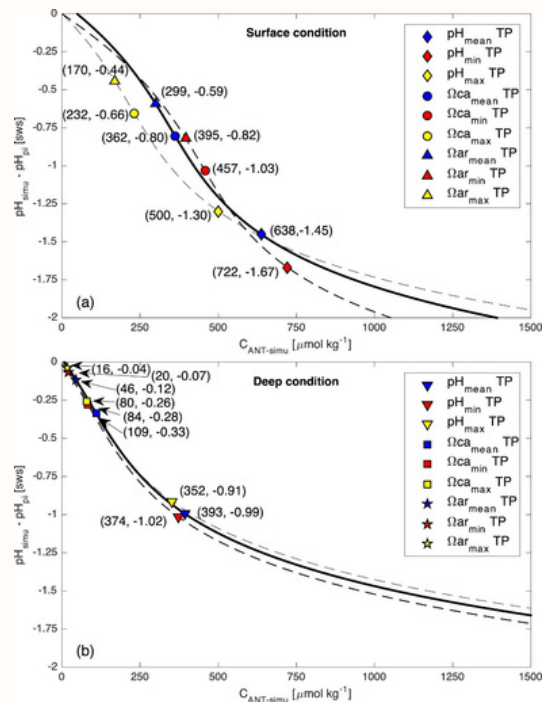 0
-0.25
-0.5
-0.75
-1
-1.25
-1.5
-1.75
-2
pHsimu - pHpi [sws]
Surface condition
(170, -0.44)
(299, -0.59)
(232, -0.66)
(362, -0.80)
(395, -0.82)
(457, -1.03)
(500, -1.30)
(638,-1.45)
(722, -1.67)
pHmean TP
pHmin TP
pHmax TP
Ωcamean TP
Ωcamin TP
Ωcamax TP
Ωarmean TP
Ωarmin TP
Ωarmax TP
(a)
0 250 500 750 1000 1250 1500
CANT-simu [μmol kg-1]
0
-0.25
-0.5
-0.75
-1
-1.25
-1.5
-1.75
-2
pHsimu - pHpi [sws]
Deep condition
(16, -0.04)
(20, -0.07)
(46, -0.12)
(80, -0.26)
(84, -0.28)
(109, -0.33)
(352, -0.91)
(393, -0.99)
(374, -1.02)
pHmean TP
pHmin TP
pHmax TP
Ωcamean TP
Ωcamin TP
Ωcamax TP
Ωarmean TP
Ωarmin TP
Ωarmax TP
(b)
0 250 500 750 1000 1250 1500
CANT-simu [μmol kg-1]